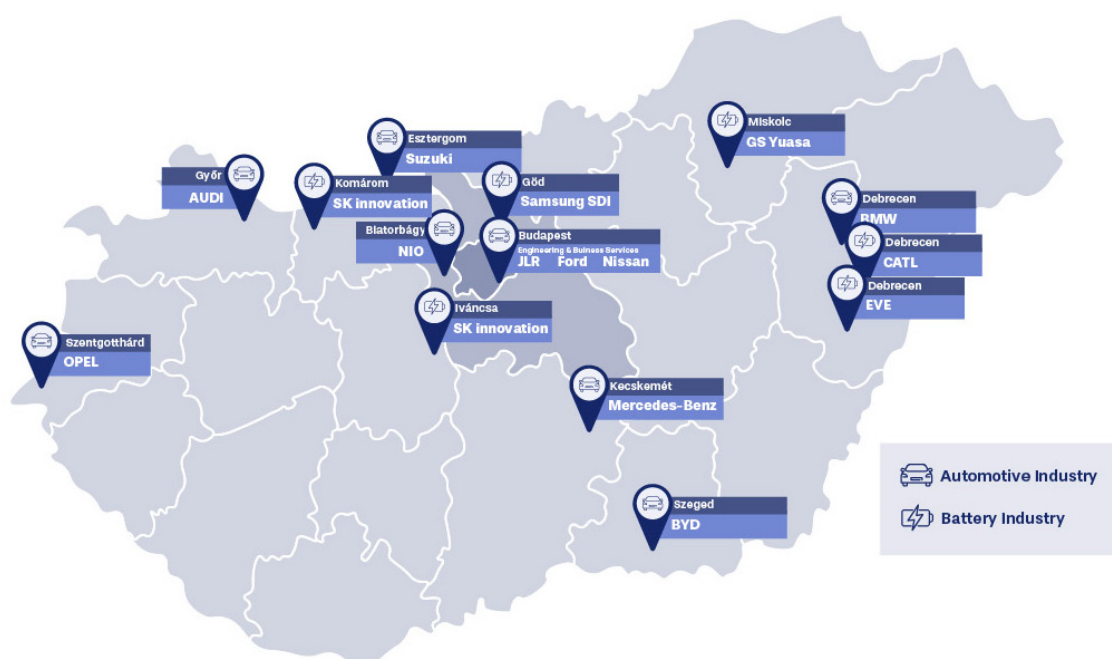 Miskolc
GS Yuasa
Esztergom
Suzuki
Győr
AUDI
Komárom
SK innovation
Göd
Samsung SDI
Debrecen
BMW
Biatorbágy
NIO
Budapest
Engineering & Buiness Services
JLR Ford Nissan
Debrecen
CATL
Debrecen
EVE
Iváncsa
SK innovation
Szentgotthárd
OPEL
Kecskemét
Mercedes-Benz
Szeged
BYD
Automotive Industry
Battery Industry